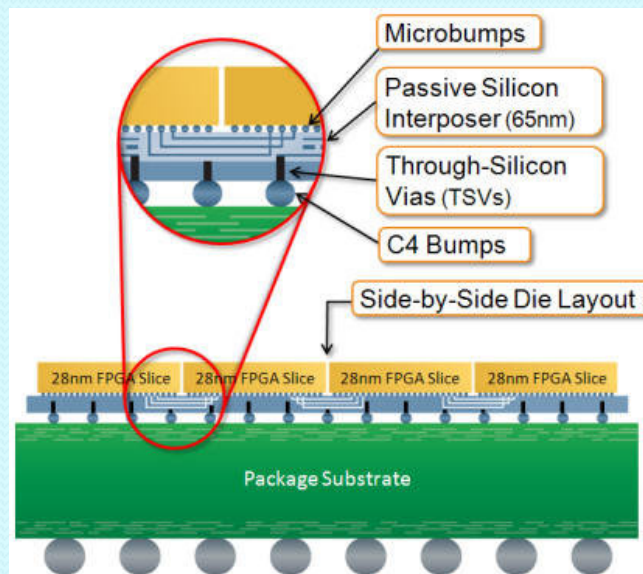 Microbumps
Passive Silicon
Interposer (65nm)
Through-Silicon
Vias (TSVs)
C4 Bumps
Side-by-Side Die Layout
28nm FPGA Slice
28nm FPGA Slice
28nm FPGA Slice
28nm FPGA Slice
Package Substrate